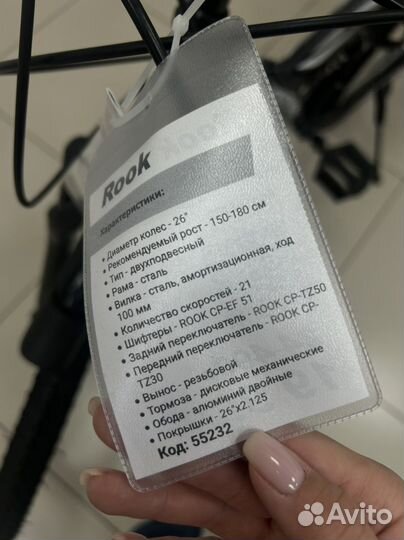 Rook
Характеристики:
• Диаметр колес - 26"
• Рекомендуемый рост - 150-180 см
• Тип - двухподвесный
• Рама - сталь
• Вилка - сталь, амортизационная, ход
100 мм
• Количество скоростей - 21
• Шифтеры - ROOK CP-EF 51
• Задний переключатель - ROOK CP-TZ50
• Передний переключатель - ROOK CP-
TZ30
• Вынос - резьбовой
• Тормоза - дисковые механические
• Обода - алюминий двойные
• Покрышки - 26"x2.125
Код: 55232
Avito